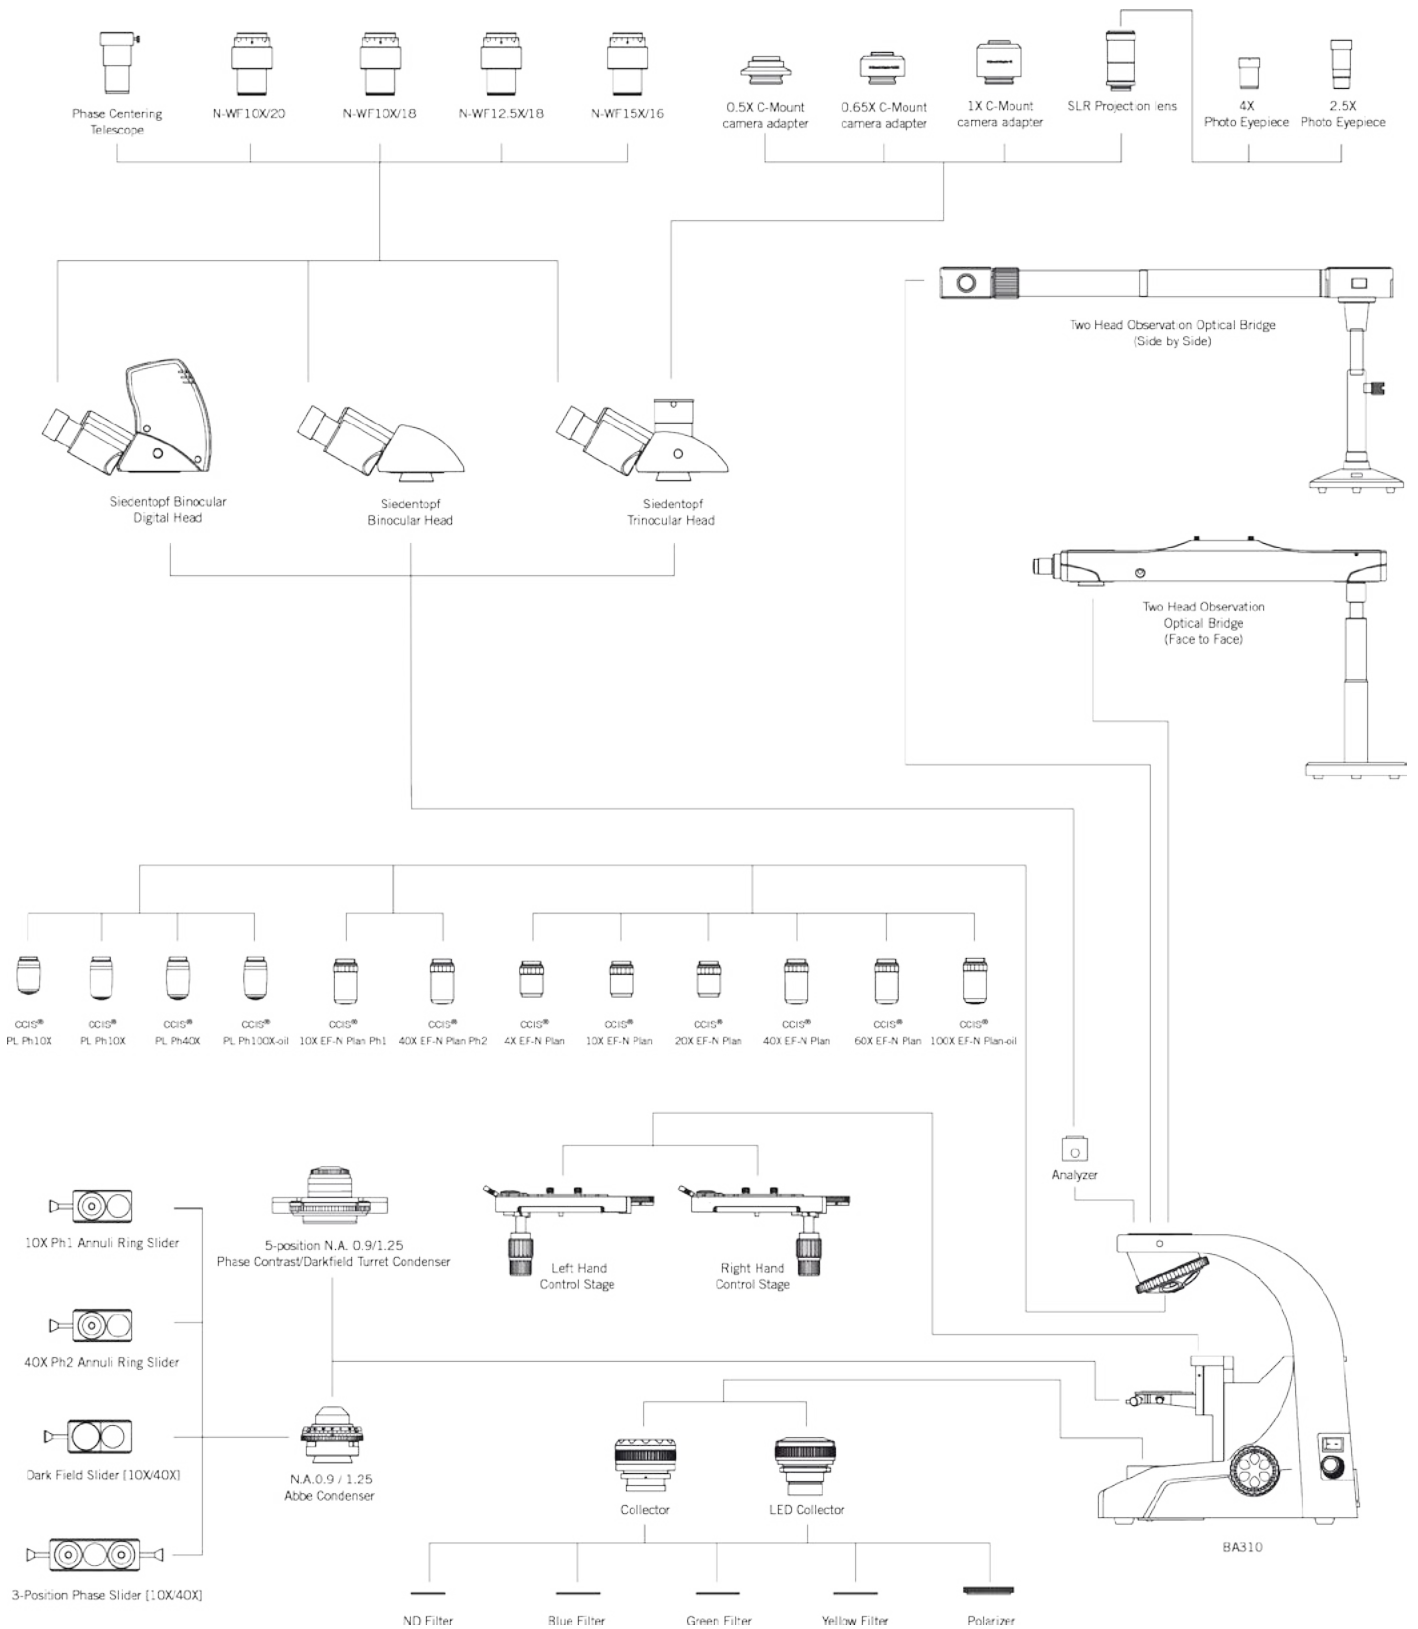 Phase Centering
Telescope
N-WF10X/20
N-WF10X/18
N-WF12.5X/18
N-WF15X/16
0.5X C-Mount
camera adapter
0.65X C-Mount
camera adapter
1X C-Mount
camera adapter
SLR Projection lens
4X
Photo Eyepiece
2.5X
Photo Eyepiece
Two Head Observation Optical Bridge
(Side by Side)
Siedentopf Binocular
Digital Head
Siedentopf
Binocular Head
Siedentopf
Trinocular Head
Two Head Observation
Optical Bridge
(Face to Face)
CCIS®
PL Ph10X
CCIS®
PL Ph10X
CCIS®
PL Ph40X
CCIS®
PL Ph100X-oil
CCIS®
10X EF-N Plan Ph1
CCIS®
40X EF-N Plan Ph2
CCIS®
4X EF-N Plan
CCIS®
10X EF-N Plan
CCIS®
20X EF-N Plan
CCIS®
40X EF-N Plan
CCIS®
60X EF-N Plan
CCIS®
100X EF-N Plan-oil
Analyzer
10X Ph1 Annuli Ring Slider
5-position N.A. 0.9/1.25
Phase Contrast/Darkfield Turret Condenser
Left Hand
Control Stage
Right Hand
Control Stage
40X Ph2 Annuli Ring Slider
Dark Field Slider [10X/40X]
N.A.0.9 / 1.25
Abbe Condenser
Collector
LED Collector
BA310
3-Position Phase Slider [10X/40X]
ND Filter
Blue Filter
Green Filter
Yellow Filter
Polarizer